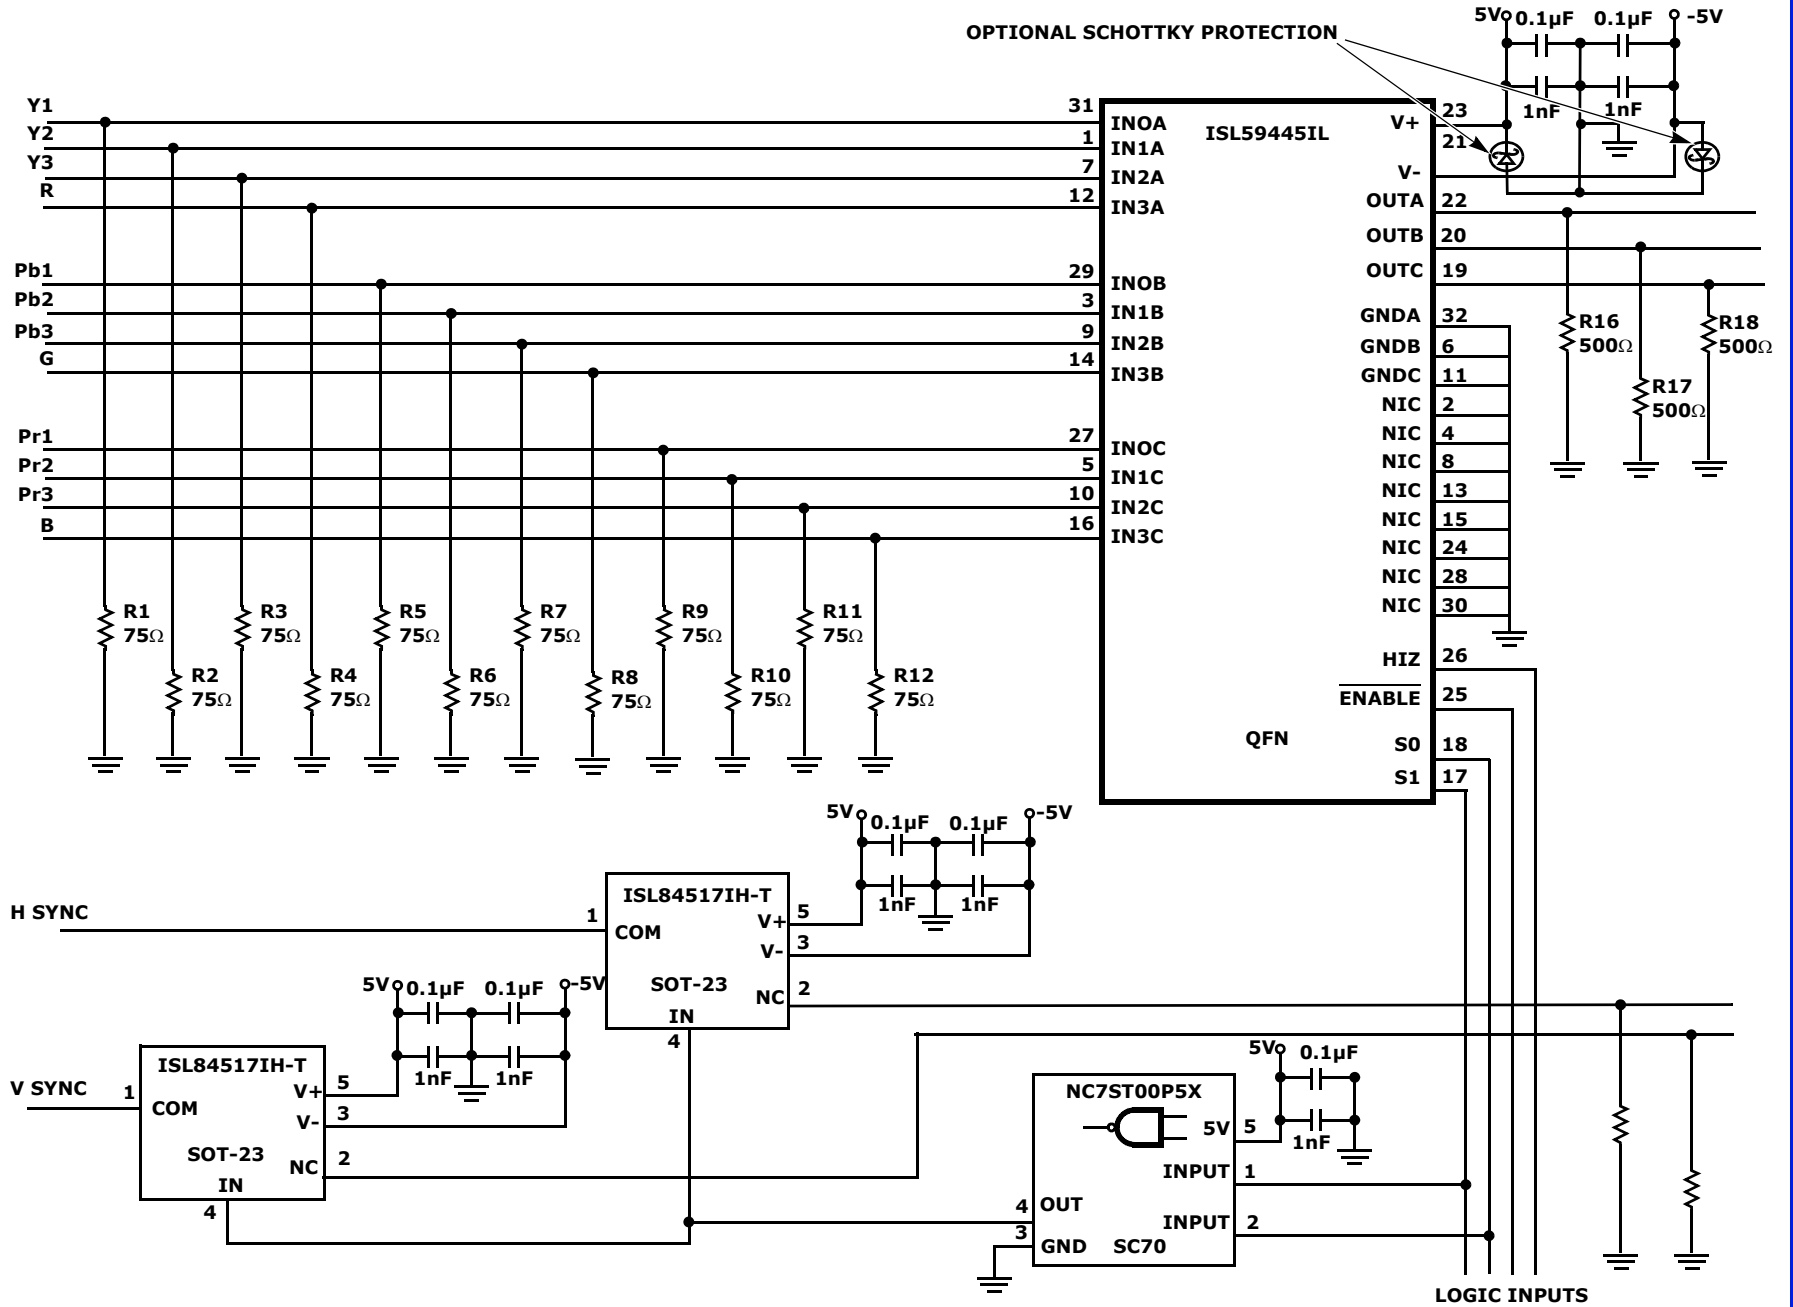 OPTIONAL SCHOTTKY PROTECTION
5V 0.1µF 0.1µF -5V
1nF 1nF
Y1
Y2
Y3
R
Pb1
Pb2
Pb3
G
Pr1
Pr2
Pr3
B
31 INOA
1 IN1A
7 IN2A
12 IN3A
29 INOB
3 IN1B
9 IN2B
14 IN3B
27 INOC
5 IN1C
10 IN2C
16 IN3C
ISL59445IL
QFN
V+ 23
21
V-
OUTA 22
OUTB 20
OUTC 19
GNDA 32
GNDB 6
GNDC 11
NIC 2
NIC 4
NIC 8
NIC 13
NIC 15
NIC 24
NIC 28
NIC 30
HIZ 26
ENABLE 25
S0 18
S1 17
R16
500Ω
R17
500Ω
R18
500Ω
R1
75Ω
R2
75Ω
R3
75Ω
R4
75Ω
R5
75Ω
R6
75Ω
R7
75Ω
R8
75Ω
R9
75Ω
R10
75Ω
R11
75Ω
R12
75Ω
5V 0.1µF 0.1µF -5V
1nF 1nF
H SYNC
ISL84517IH-T
1 COM
V+ 5
V- 3
SOT-23
NC 2
IN
4
5V 0.1µF 0.1µF -5V
1nF 1nF
V SYNC
ISL84517IH-T
1 COM
V+ 5
V- 3
SOT-23
NC 2
IN
4
5V 0.1µF
1nF
NC7ST00P5X
5V 5
INPUT 1
4 OUT
INPUT 2
3 GND SC70
LOGIC INPUTS